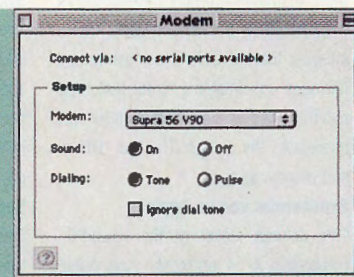 Modem
Connect via: < no serial ports available >
Setup
Modem: Supra 56 V90
Sound: On Off
Dialing: Tone Pulse
Ignore dial tone
?